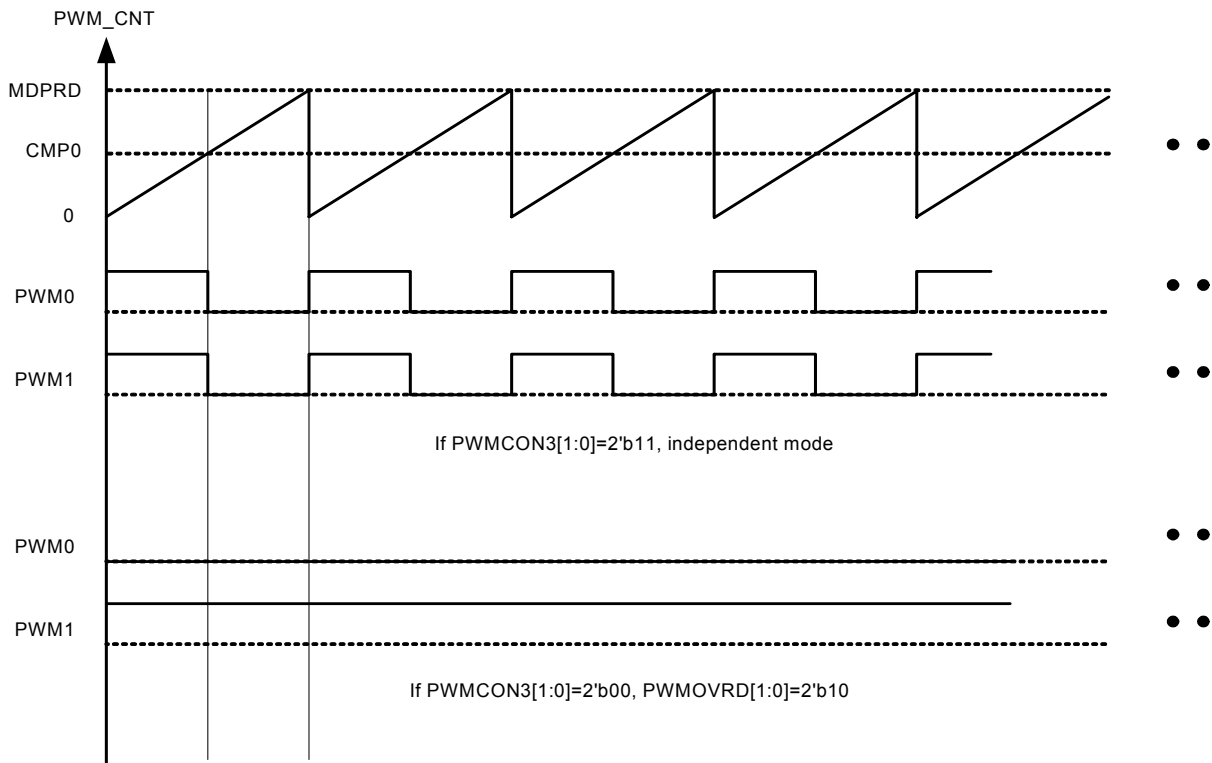 PWM_CNT
MDPRD
CMP0
0
PWM0
PWM1
If PWMCON3[1:0]=2'b11, independent mode
PWM0
PWM1
If PWMCON3[1:0]=2'b00, PWMOVRD[1:0]=2'b10